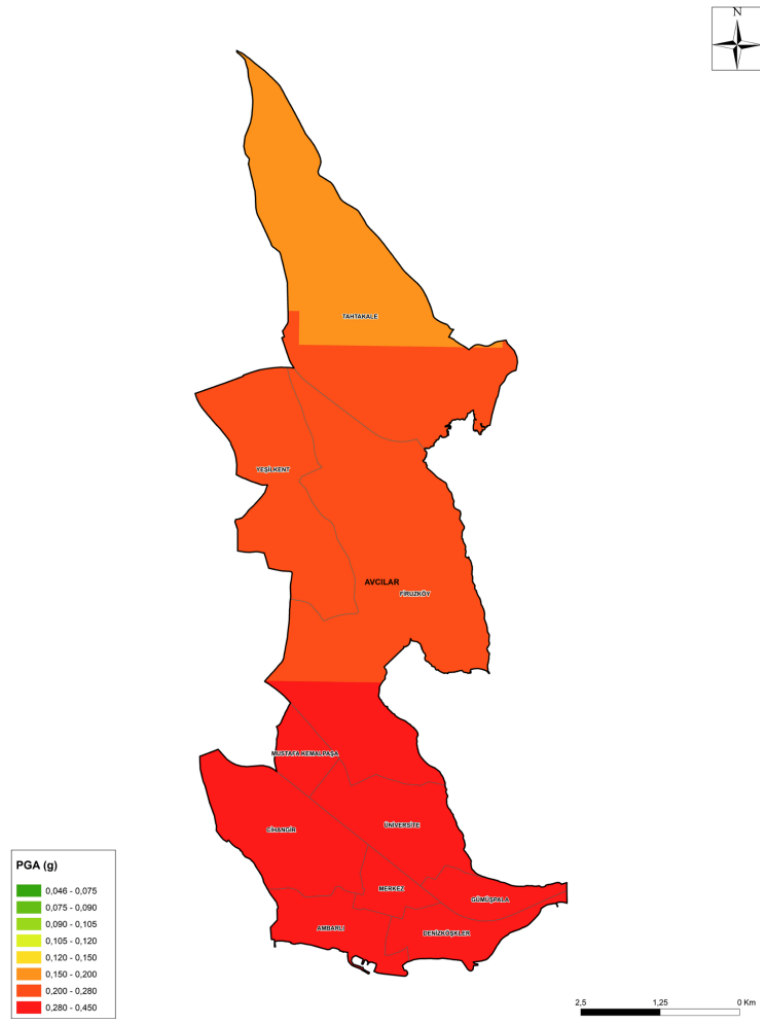 N
TAHTAKALE
YEŞİLKENT
AVCILAR
FİRUZKÖY
MUSTAFA KEMALPAŞA
CİHANGİR
ÜNİVERSİTE
MERKEZ
GÜMÜŞPALA
AMBARLI
DENİZKÖŞKLER
PGA (g)
0,046 - 0,075
0,075 - 0,090
0,090 - 0,105
0,105 - 0,120
0,120 - 0,150
0,150 - 0,200
0,200 - 0,280
0,280 - 0,450
2,5 1,25 0 Km